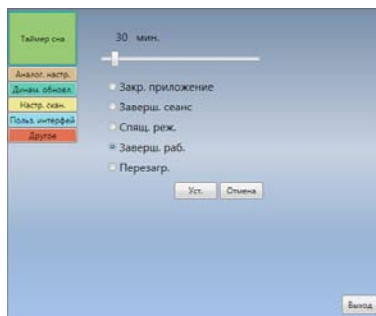 Таймер сна
30 мин.
Аналог. настр.
Динам. обновл.
Настр. скан.
Польз. интерфей
Другое
Закр. приложение
Заверш. сеанс
Спящ. реж.
Заверш. раб.
Перезагр.
Уст. Отмена
Выход